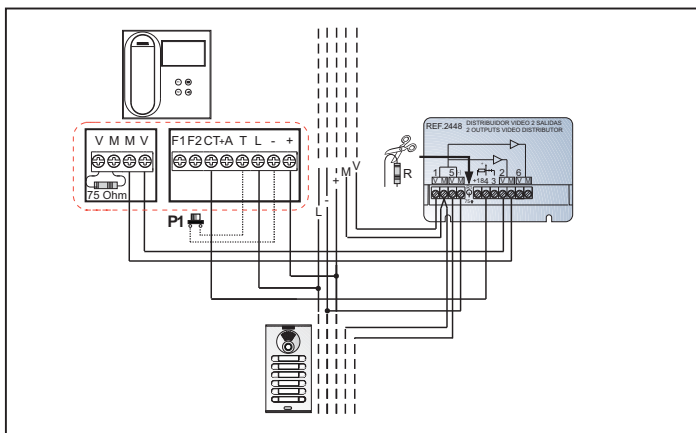 REF.2448
DISTRIBUIDOR VIDEO 2 SALIDAS
2 OUTPUTS VIDEO DISTRIBUTOR
V M M V
F1 F2 CT +A T L - +
75 Ohm
P1
L
-
+
M
V
R
1 5 +18 4 3 2 6
V M V M V M V M